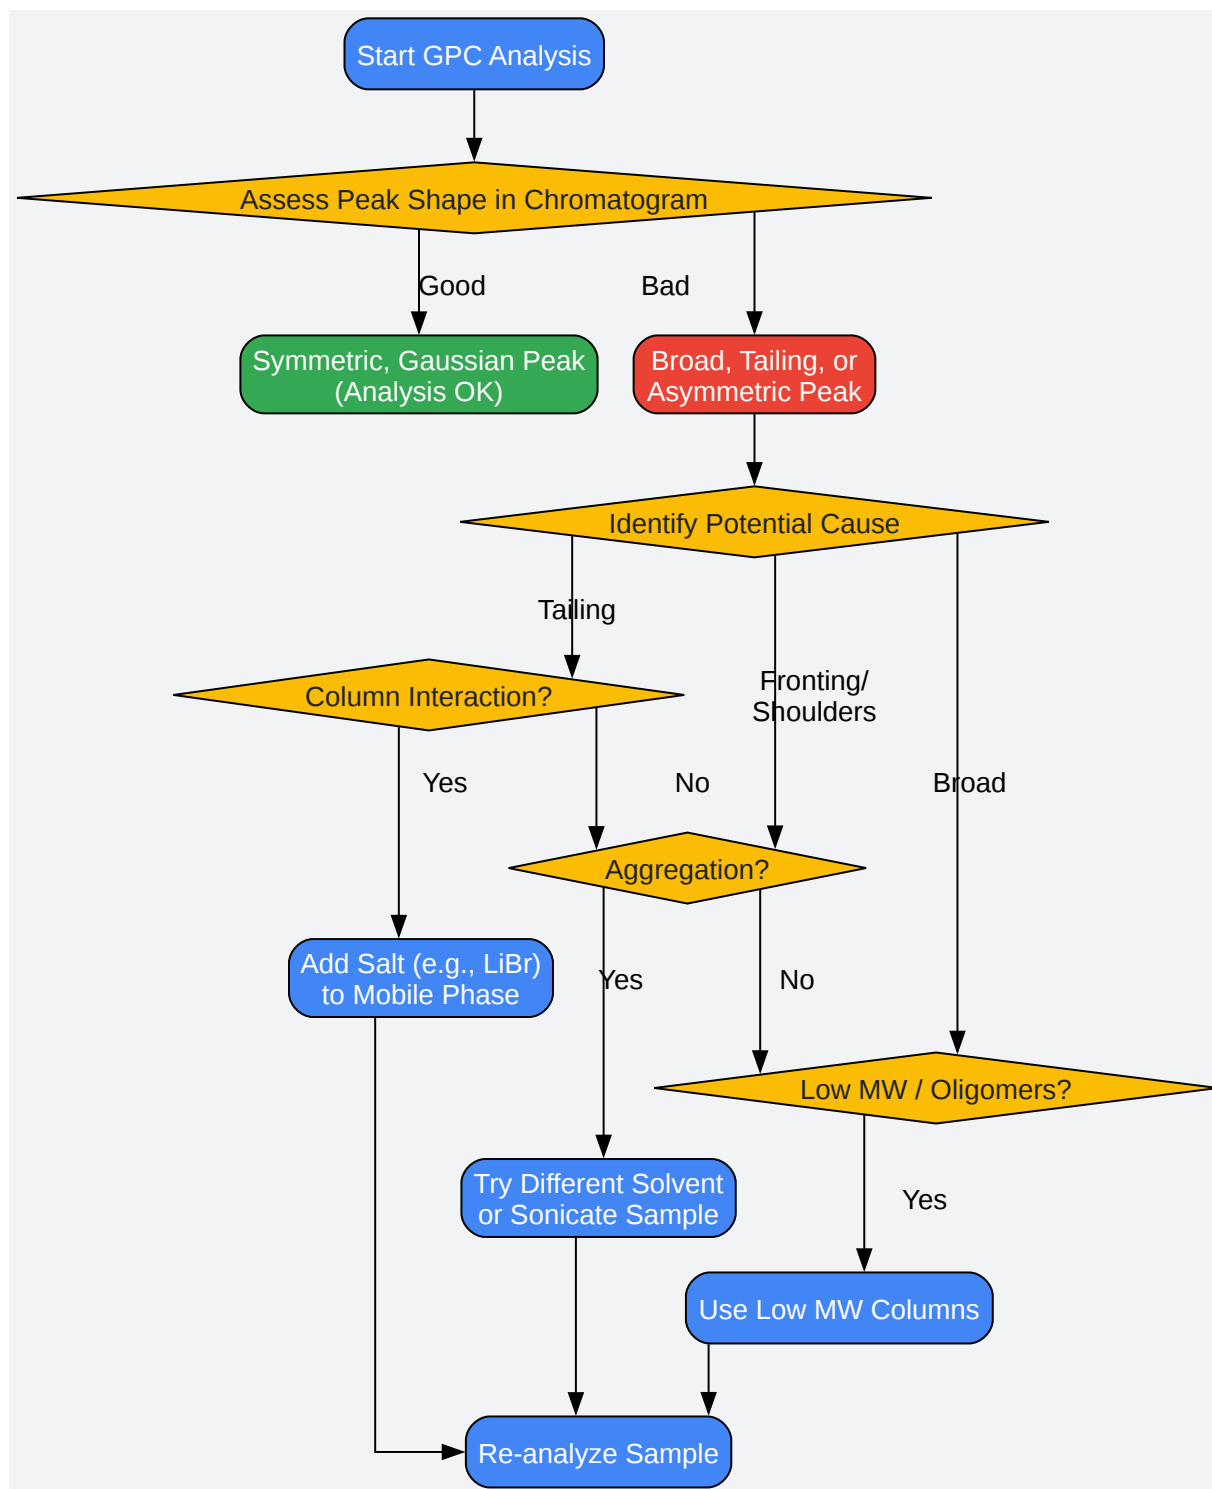 Start GPC Analysis
Assess Peak Shape in Chromatogram
Good
Bad
Symmetric, Gaussian Peak
(Analysis OK)
Broad, Tailing, or
Asymmetric Peak
Identify Potential Cause
Tailing
Column Interaction?
Fronting/
Shoulders
Yes
No
Broad
Aggregation?
Add Salt (e.g., LiBr)
to Mobile Phase
Yes
No
Low MW / Oligomers?
Try Different Solvent
or Sonicate Sample
Yes
Use Low MW Columns
Re-analyze Sample